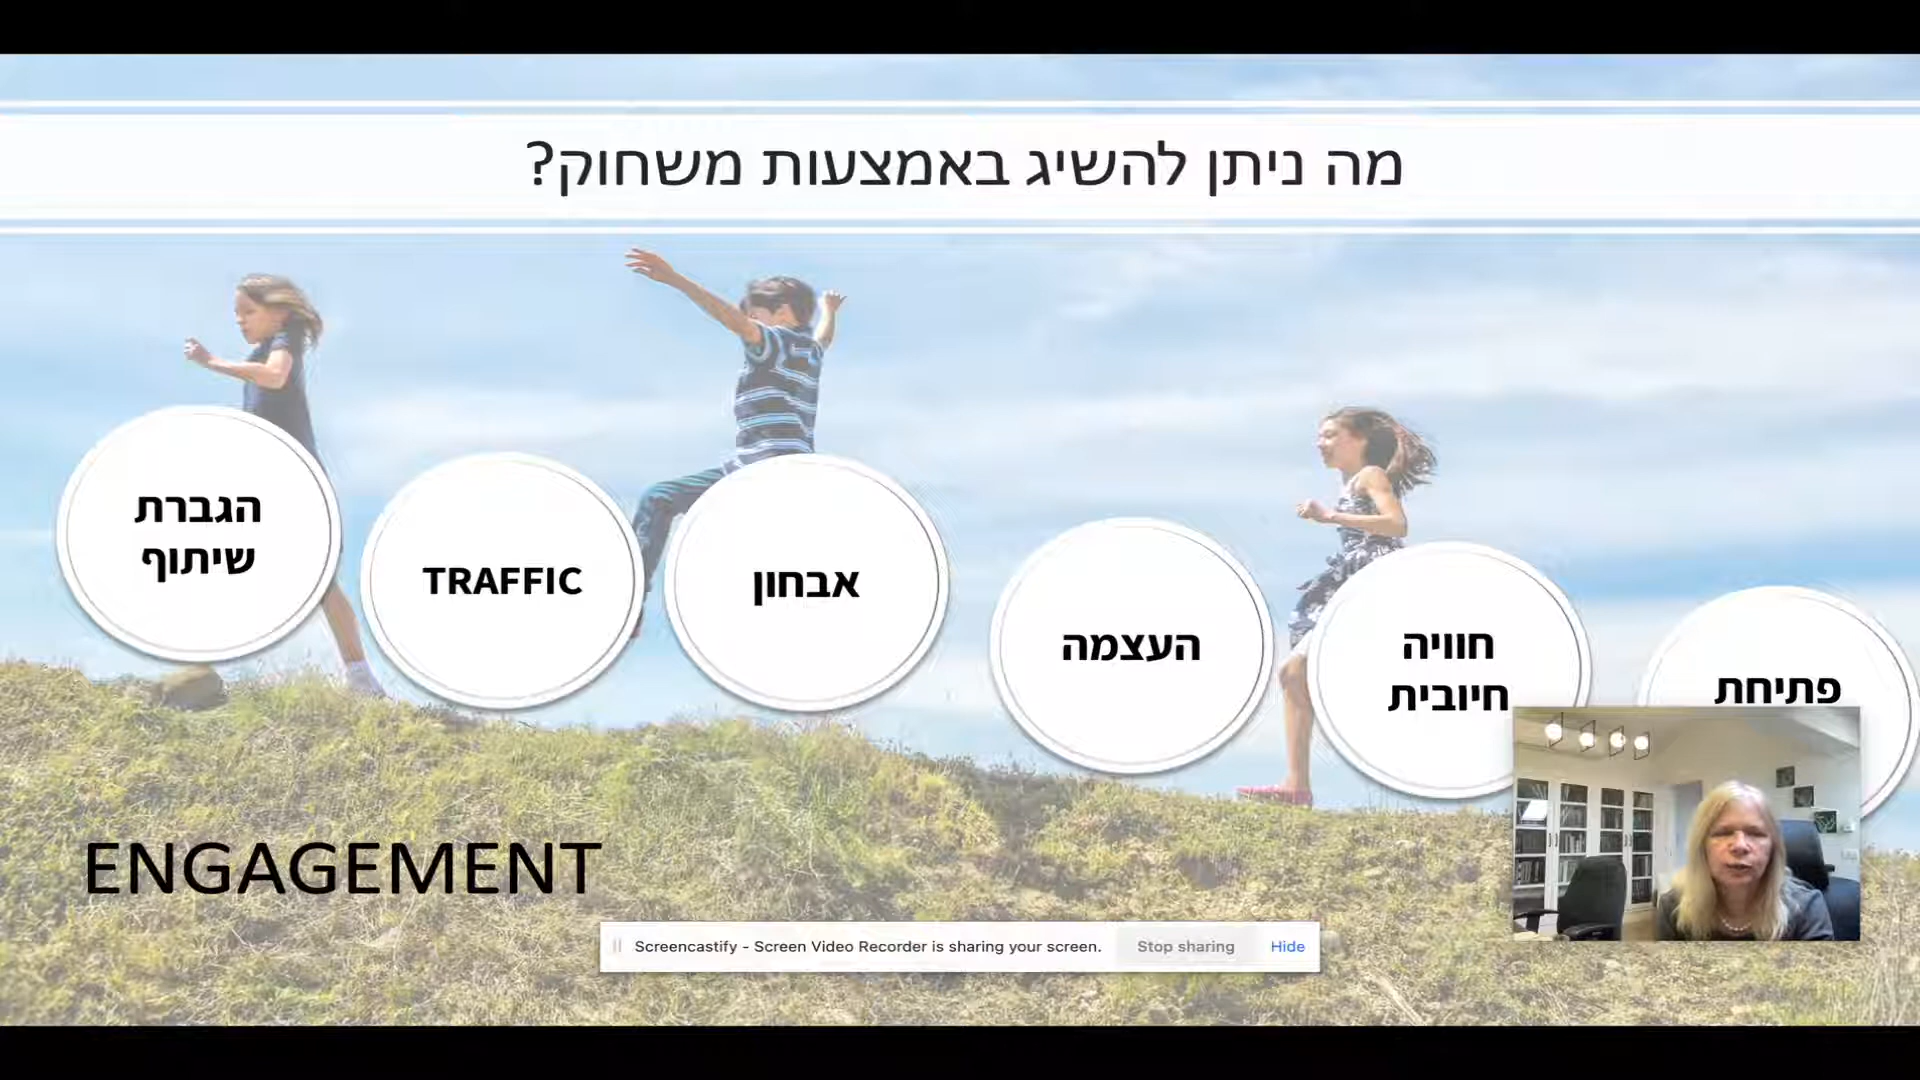 מה ניתן להשיג באמצעות משחוק?
פתיחת
חוויה
חיובית
העצמה
אבחון
TRAFFIC
הגברת
שיתוף
ENGAGEMENT
Screencastify - Screen Video Recorder is sharing your screen.
Stop sharing
Hide